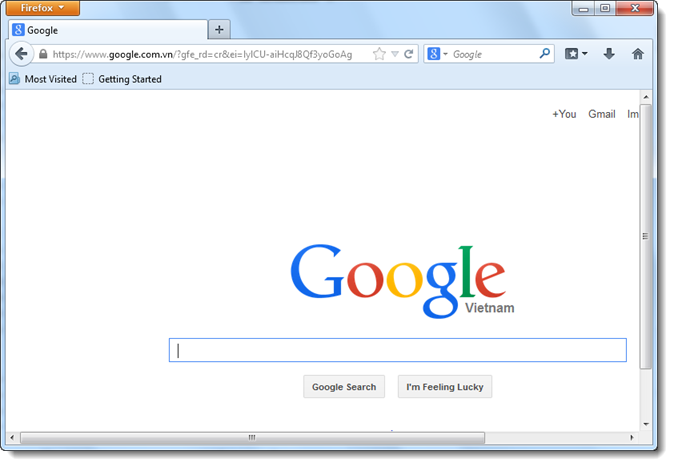 Firefox
Google
https://www.google.com.vn/?gfe_rd=cr&ei=IyICU-aiHcqJ8Qf3yoGoAg
Google
Most Visited
Getting Started
+You Gmail Im
Google
Vietnam
Google Search
I'm Feeling Lucky